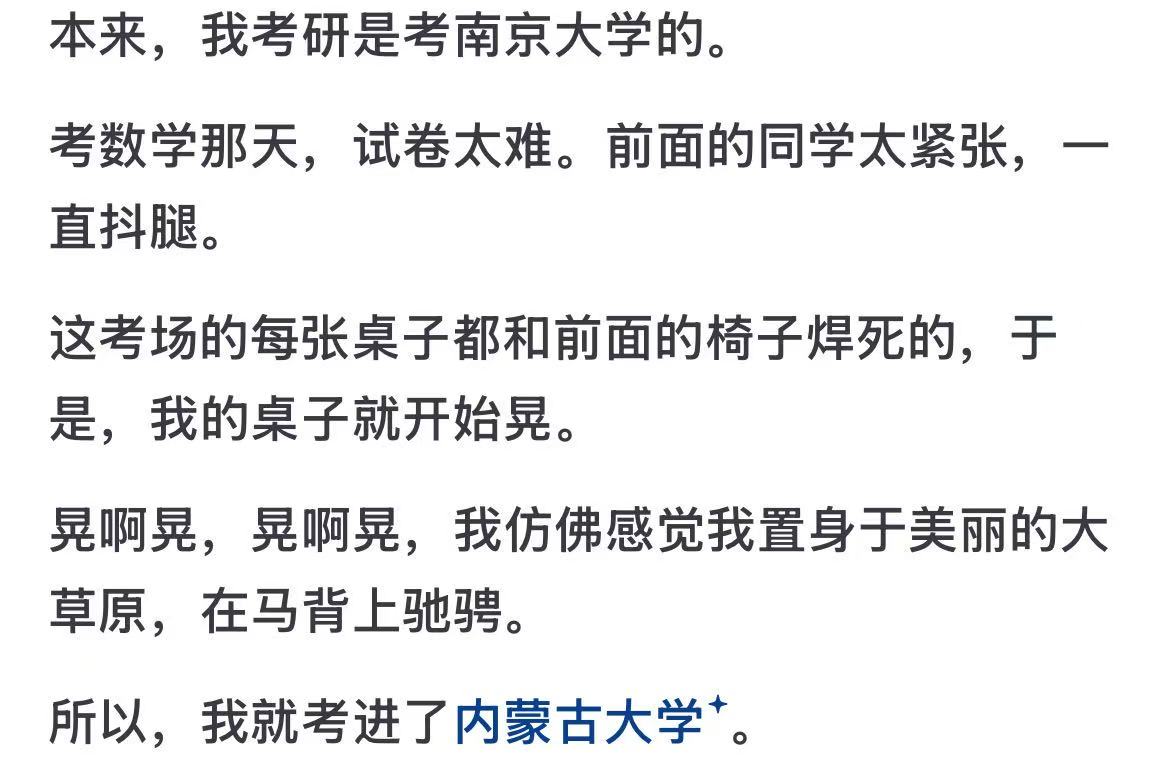 本来，我考研是考南京大学的。
考数学那天，试卷太难。前面的同学太紧张，一
直抖腿。
这考场的每张桌子都和前面的椅子焊死的，于
是，我的桌子就开始晃。
晃啊晃，晃啊晃，我仿佛感觉我置身于美丽的大
草原，在马背上驰骋。
所以，我就考进了内蒙古大学。